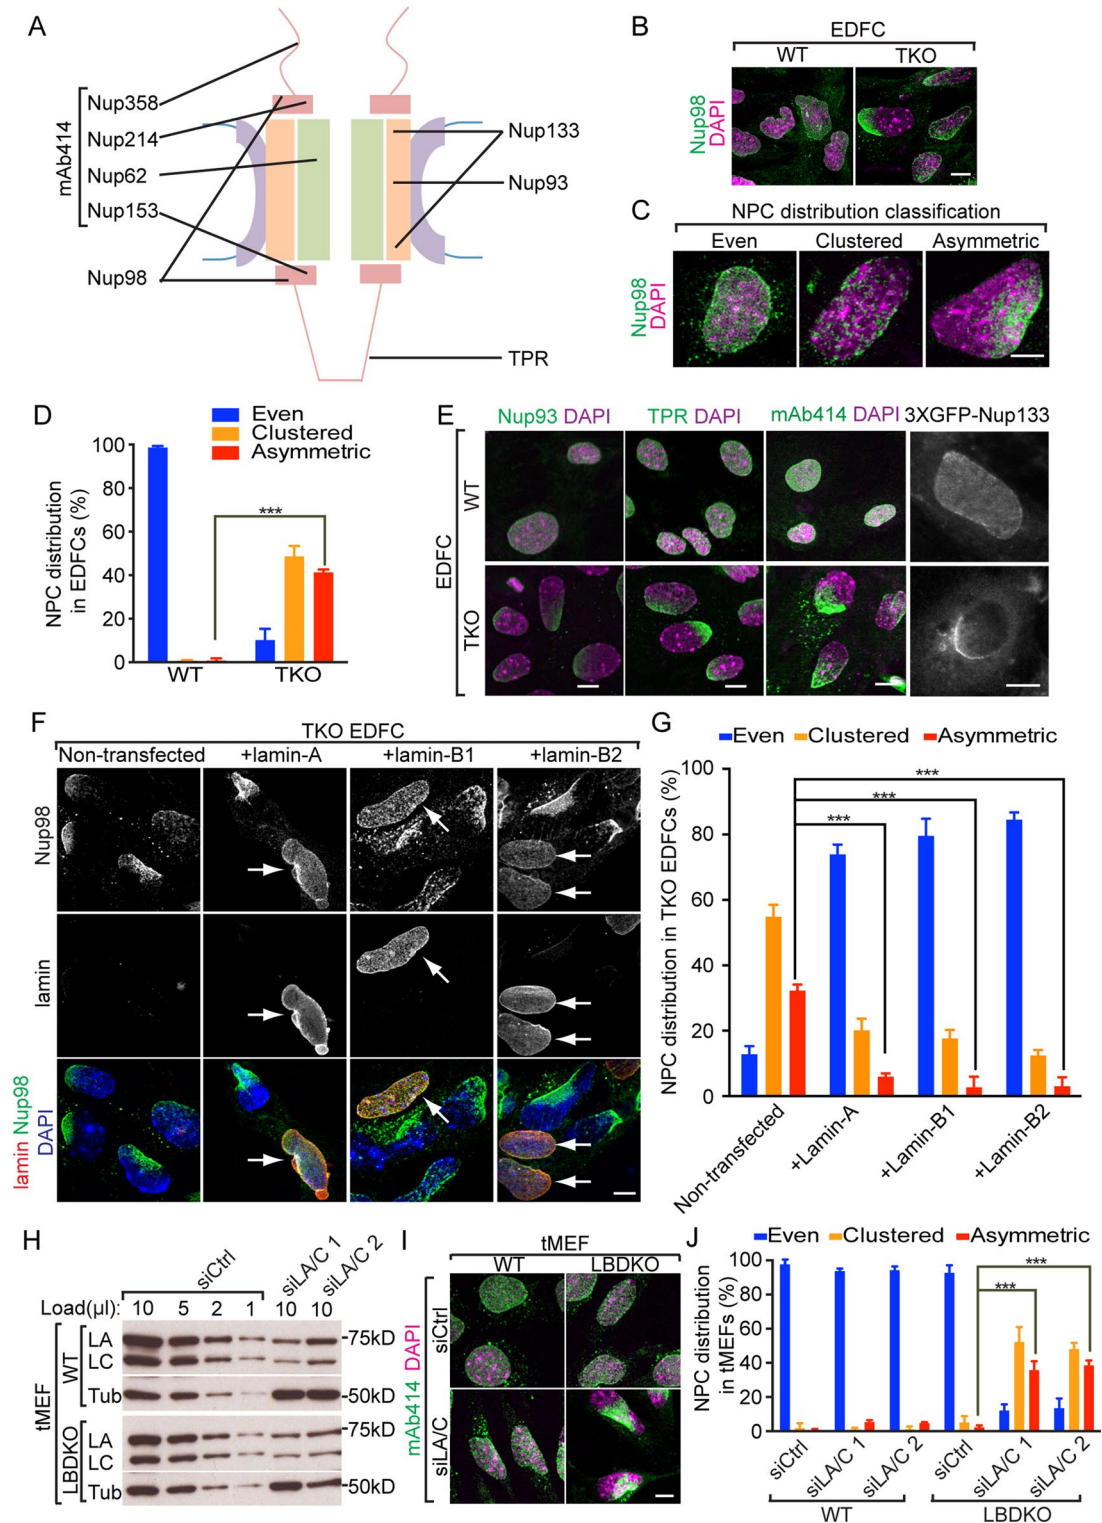 A
mAb414
Nup358
Nup214
Nup62
Nup153
Nup98
Nup133
Nup93
TPR
B
EDFC
WT TKO
Nup98
DAPI
C
NPC distribution classification
Even Clustered Asymmetric
Nup98
DAPI
D
Even
Clustered
Asymmetric
NPC distribution
in EDFCs (%)
100
80
60
40
20
0
***
WT TKO
E
Nup93 DAPI TPR DAPI mAb414 DAPI 3XGFP-Nup133
EDFC
WT
TKO
F
TKO EDFC
Non-transfected +lamin-A +lamin-B1 +lamin-B2
Nup98
lamin
lamin Nup98
DAPI
G
Even Clustered Asymmetric
NPC distribution in TKO EDFCs (%)
100
80
60
40
20
0
***
***
***
Non-transfected
+Lamin-A
+Lamin-B1
+Lamin-B2
H
siCtrl siLA/C 1 siLA/C 2
Load(μl): 10 5 2 1 10 10
tMEF
WT
LA -75kD
LC
Tub -50kD
LBDKO
LA -75kD
LC
Tub -50kD
I
tMEF
WT LBDKO
mAb414 DAPI
siCtrl
siLA/C
J
Even Clustered Asymmetric
NPC distribution
in tMEFs (%)
100
80
60
40
20
0
***
***
siCtrl siLA/C 1 siLA/C 2 siCtrl siLA/C 1 siLA/C 2
WT LBDKO